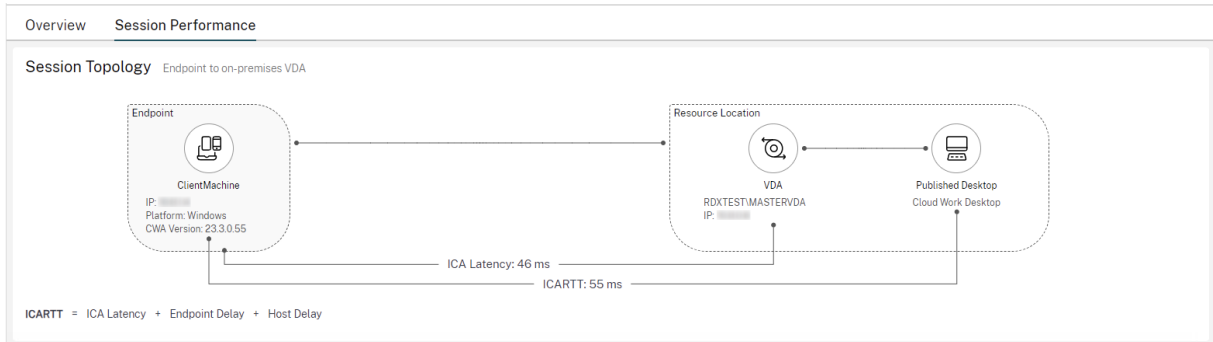 Overview Session Performance
Session Topology Endpoint to on-premises VDA
Endpoint
Resource Location
ClientMachine
IP:
Platform: Windows
CWA Version: 23.3.0.55
VDA
RDXTEST\MASTERVDA
IP:
Published Desktop
Cloud Work Desktop
ICA Latency: 46 ms
ICARTT: 55 ms
ICARTT = ICA Latency + Endpoint Delay + Host Delay